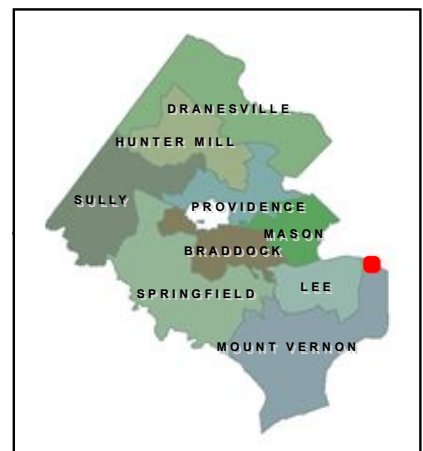 DRANESVILLE
HUNTER MILL
SULLY
PROVIDENCE
MASON
BRADDOCK
LEE
SPRINGFIELD
MOUNT VERNON